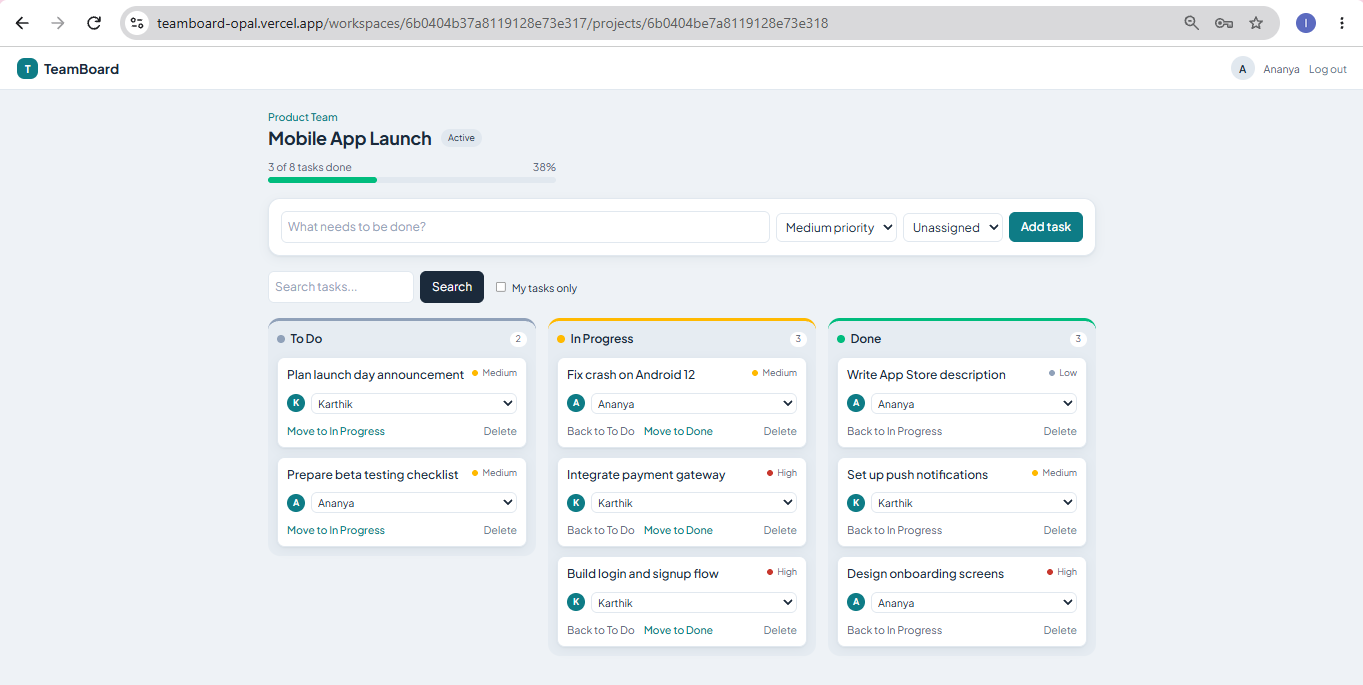 teamboard-opal.vercel.app/workspaces/6b0404b37a8119128e73e317/projects/6b0404be7a8119128e73e318
I
T TeamBoard
A Ananya Log out
Product Team
Mobile App Launch Active
3 of 8 tasks done 38%
What needs to be done? Medium priority Unassigned Add task
Search tasks... Search My tasks only
To Do 2
Plan launch day announcement Medium
K Karthik
Move to In Progress Delete
Prepare beta testing checklist Medium
A Ananya
Move to In Progress Delete
In Progress 3
Fix crash on Android 12 Medium
A Ananya
Back to To Do Move to Done Delete
Integrate payment gateway High
K Karthik
Back to To Do Move to Done Delete
Build login and signup flow High
K Karthik
Back to To Do Move to Done Delete
Done 3
Write App Store description Low
A Ananya
Back to In Progress Delete
Set up push notifications Medium
K Karthik
Back to In Progress Delete
Design onboarding screens High
A Ananya
Back to In Progress Delete